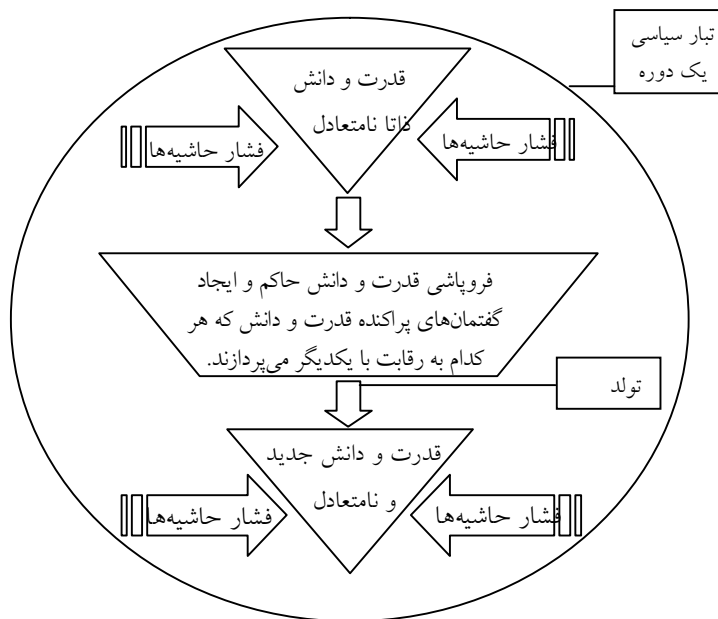 تبار سیاسی
یک دوره
قدرت و دانش
ذاتا نامتعادل
فشار حاشیه‌ها
فشار حاشیه‌ها
فروپاشی قدرت و دانش حاکم و ایجاد
گفتمان‌های پراکنده قدرت و دانش که هر
کدام به رقابت با یکدیگر می‌پردازند.
تولد
قدرت و دانش جدید
و نامتعادل
فشار حاشیه‌ها
فشار حاشیه‌ها